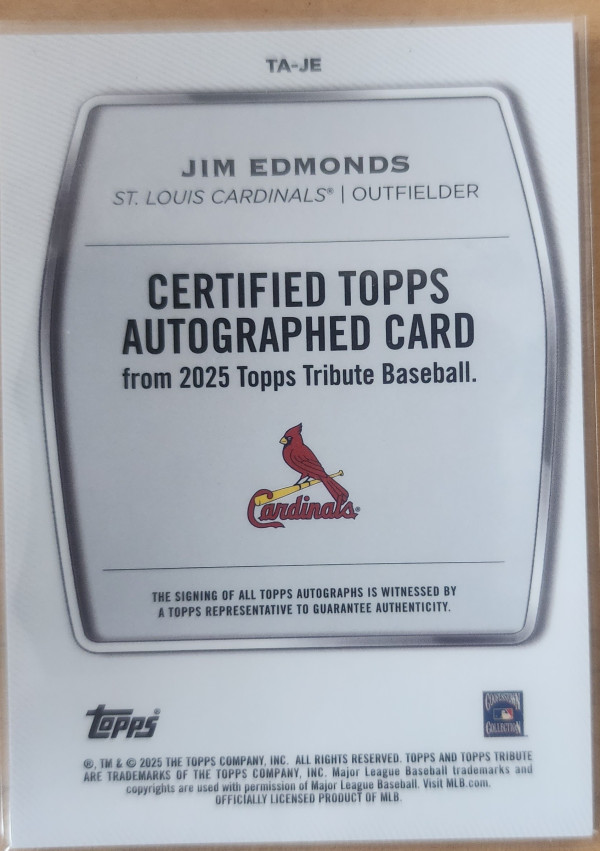 TA-JE
JIM EDMONDS
ST. LOUIS CARDINALS® | OUTFIELDER
CERTIFIED TOPPS
AUTOGRAPHED CARD
from 2025 Topps Tribute Baseball.
Cardinals®
THE SIGNING OF ALL TOPPS AUTOGRAPHS IS WITNESSED BY
A TOPPS REPRESENTATIVE TO GUARANTEE AUTHENTICITY.
topps®
COOPERSTOWN
COLLECTION
®, TM & © 2025 THE TOPPS COMPANY, INC. ALL RIGHTS RESERVED. TOPPS AND TOPPS TRIBUTE
ARE TRADEMARKS OF THE TOPPS COMPANY, INC. Major League Baseball trademarks and
copyrights are used with permission of Major League Baseball. Visit MLB.com.
OFFICIALLY LICENSED PRODUCT OF MLB.